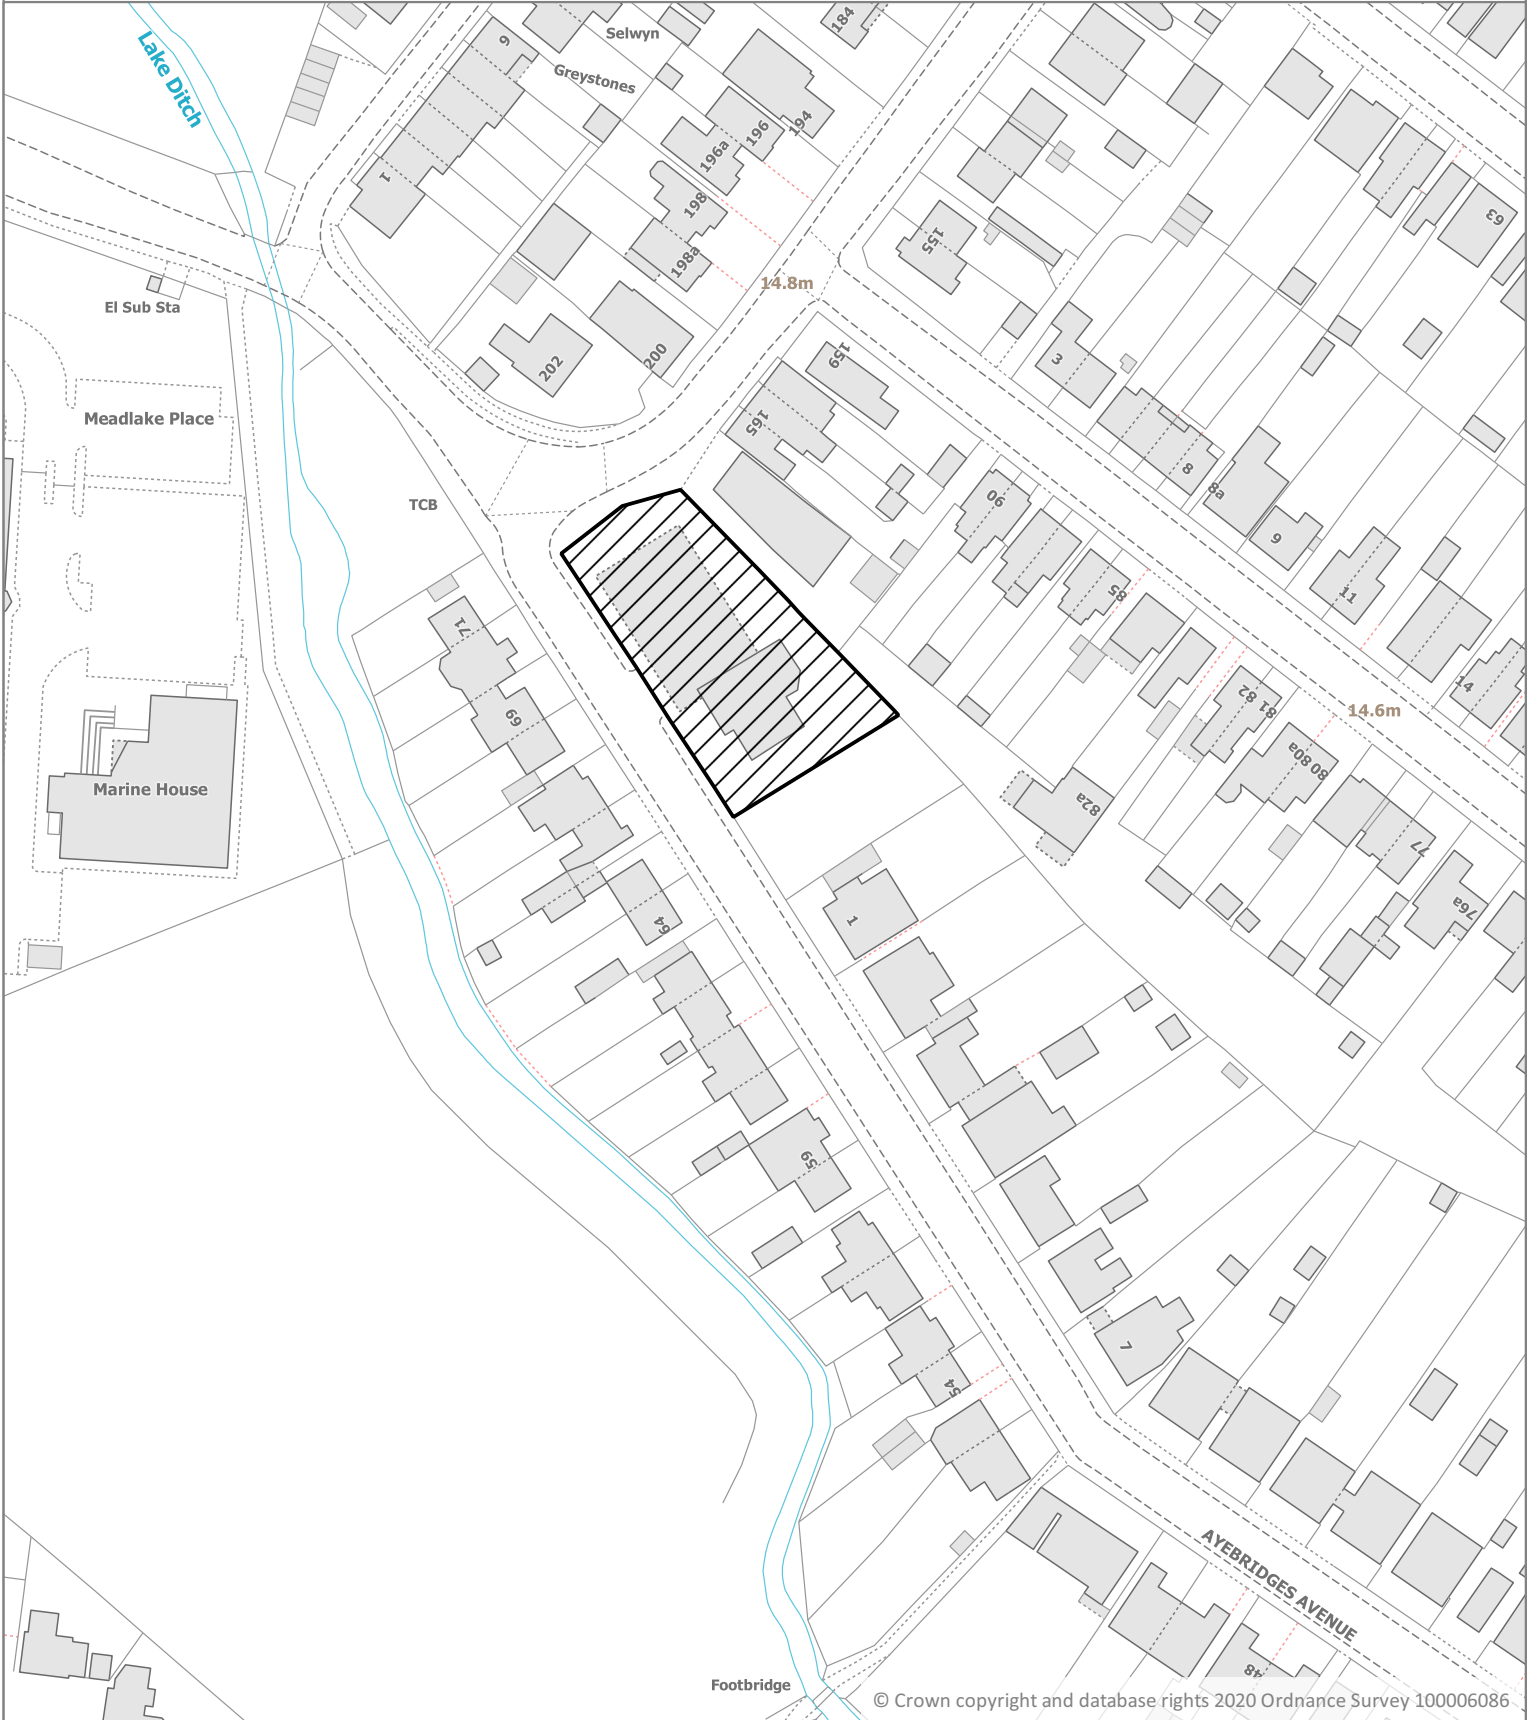 184
Selwyn
6
Lake Ditch
Greystones
194
196
196a
1
198
63
155
198a
14.8m
El Sub Sta
159
200
3
202
Meadlake Place
165
8
8a
90
TCB
9
85
11
71
14
82
81
69
14.6m
80a
80
Marine House
82a
77
76a
1
64
59
7
54
AYEBRIDGES AVENUE
48
Footbridge
© Crown copyright and database rights 2020 Ordnance Survey 100006086